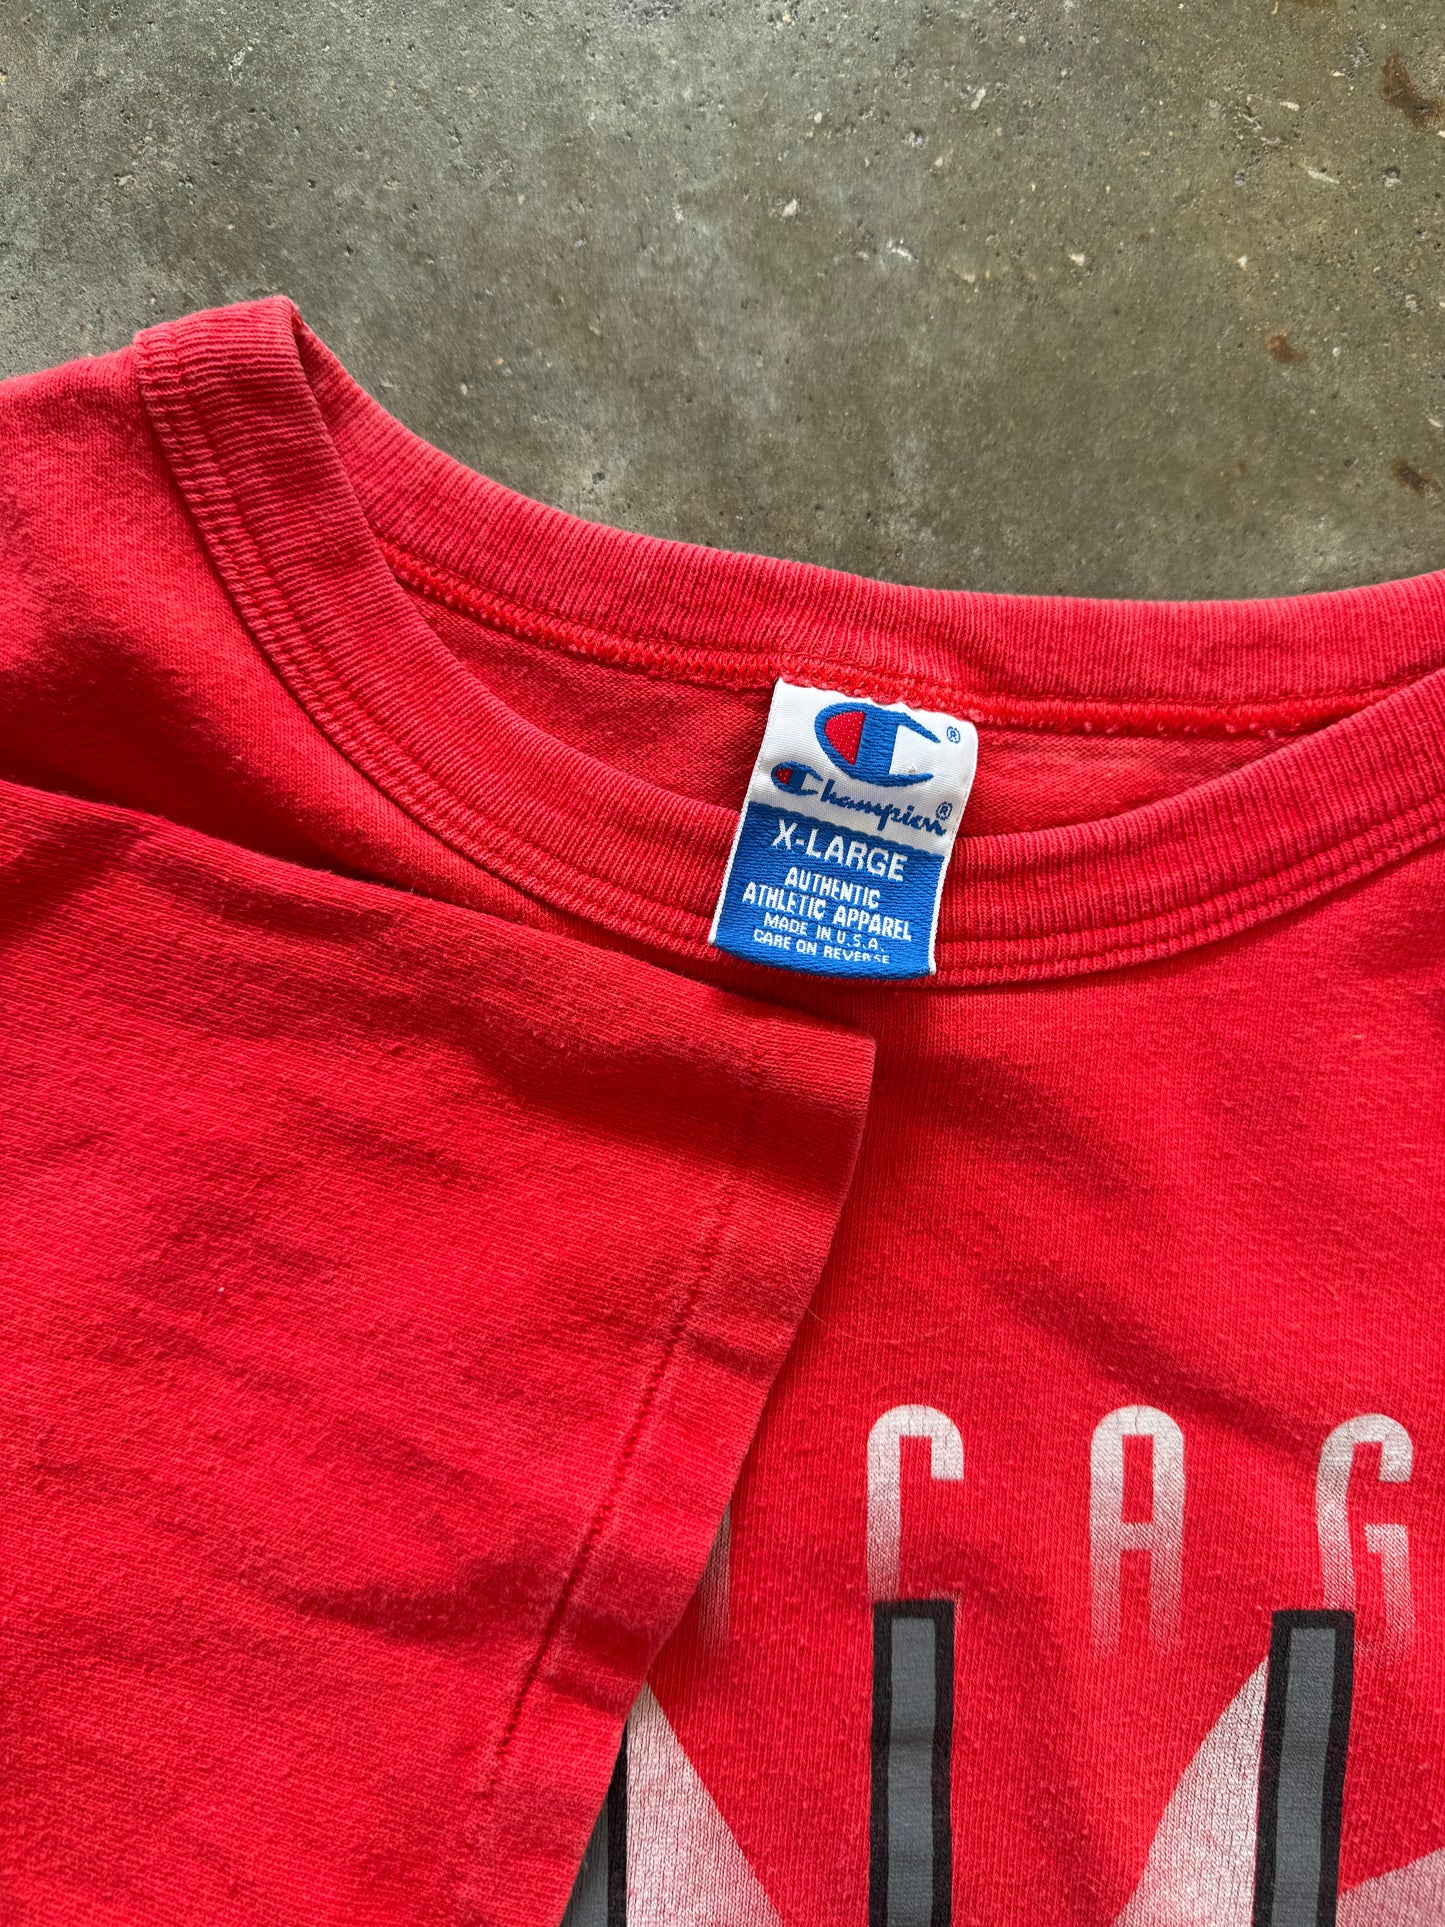 ®
Champion®
X-LARGE
AUTHENTIC
ATHLETIC APPAREL
MADE IN U.S.A.
CARE ON REVERSE
CAG